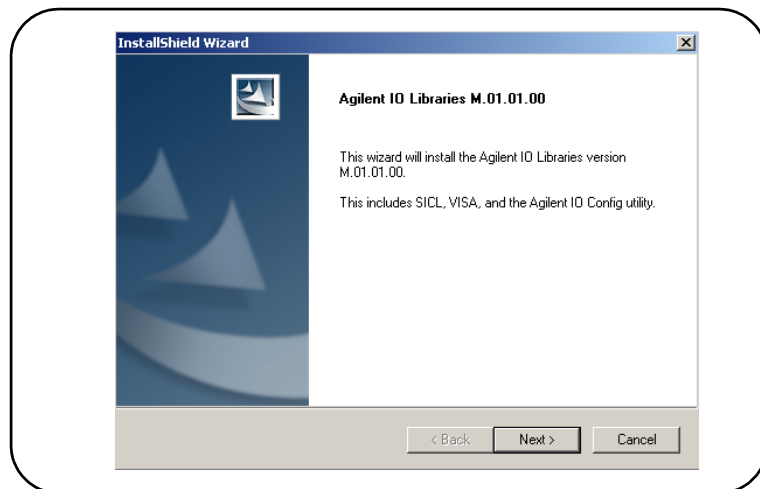 InstallShield Wizard
Agilent IO Libraries M.01.01.00
This wizard will install the Agilent IO Libraries version
M.01.01.00.
This includes SICL, VISA, and the Agilent IO Config utility.
< Back
Next >
Cancel